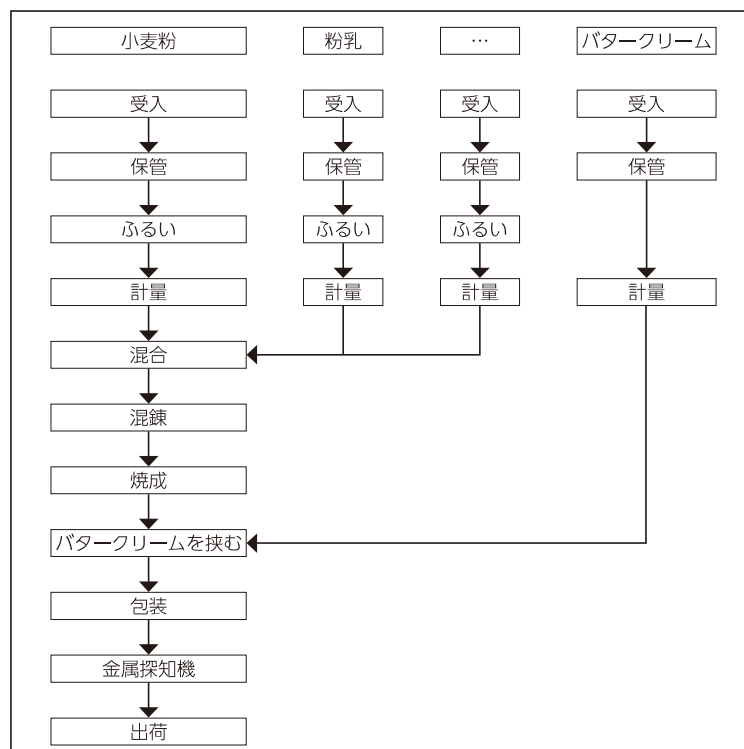 小麦粉
粉乳
…
バタークリーム
受入
受入
受入
受入
保管
保管
保管
保管
ふるい
ふるい
ふるい
計量
計量
計量
計量
混合
混錬
焼成
バタークリームを挟む
包装
金属探知機
出荷